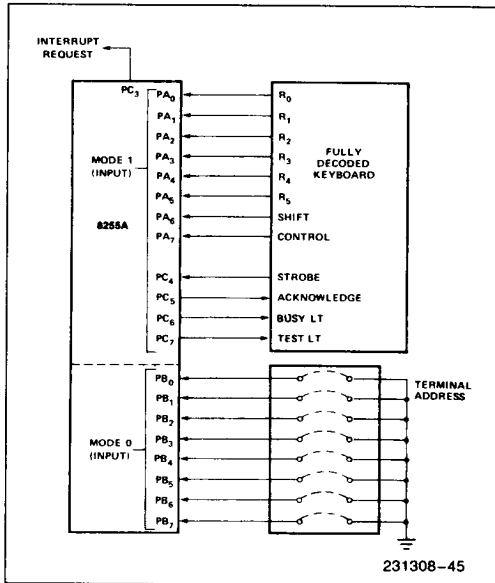 INTERRUPT
REQUEST
PC3 PA0 R0
PA1 R1
PA2 R2
FULLY
DECODED
KEYBOARD
MODE 1
(INPUT)
PA3 R3
PA4 R4
8255A
PA5 R5
PA6 SHIFT
PA7 CONTROL
PC4 STROBE
PC5 ACKNOWLEDGE
PC6 BUSY LT
PC7 TEST LT
PB0
TERMINAL
ADDRESS
PB1
PB2
MODE 0
(INPUT)
PB3
PB4
PB5
PB6
PB7
231308-45